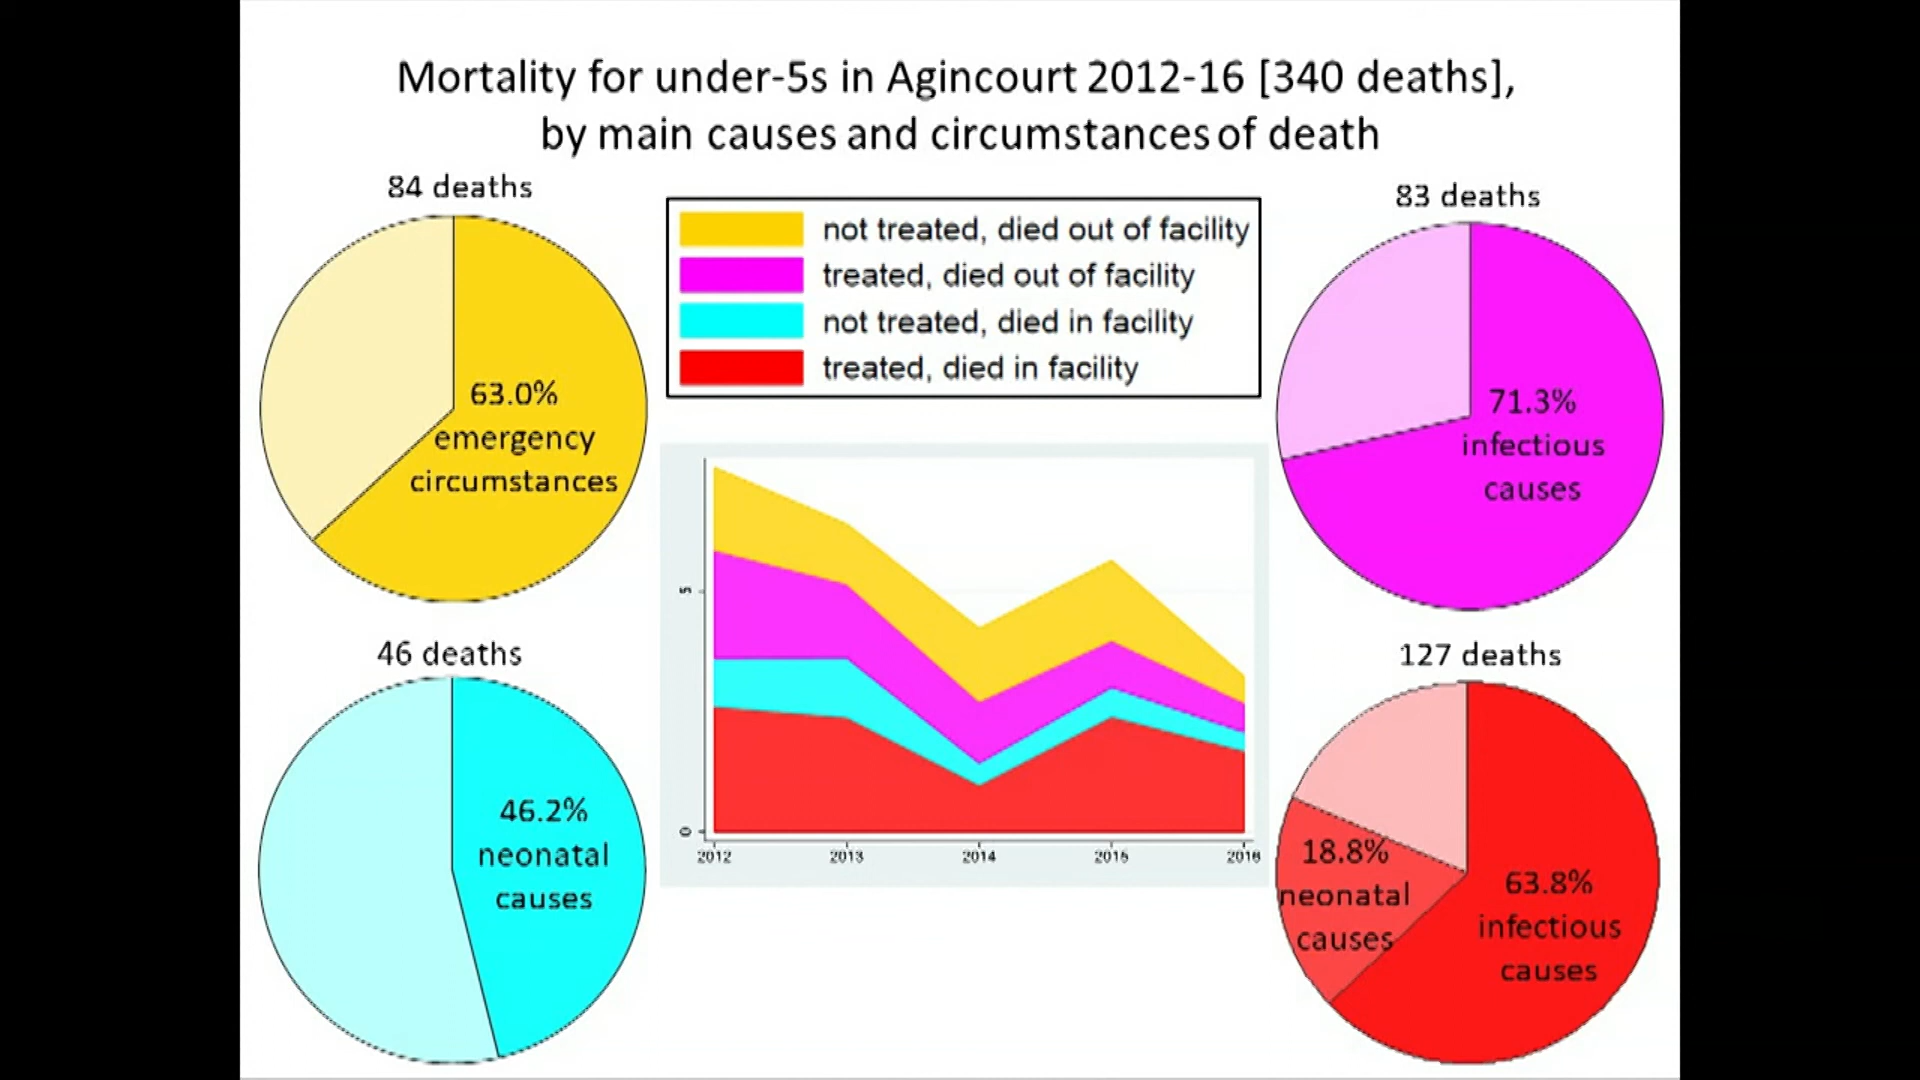 Mortality for under-5s in Agincourt 2012-16 [340 deaths],
by main causes and circumstances of death
84 deaths
63.0%
emergency
circumstances
not treated, died out of facility
treated, died out of facility
not treated, died in facility
treated, died in facility
83 deaths
71.3%
infectious
causes
5
0
2012 2013 2014 2015 2016
46 deaths
46.2%
neonatal
causes
127 deaths
18.8%
neonatal
causes
63.8%
infectious
causes